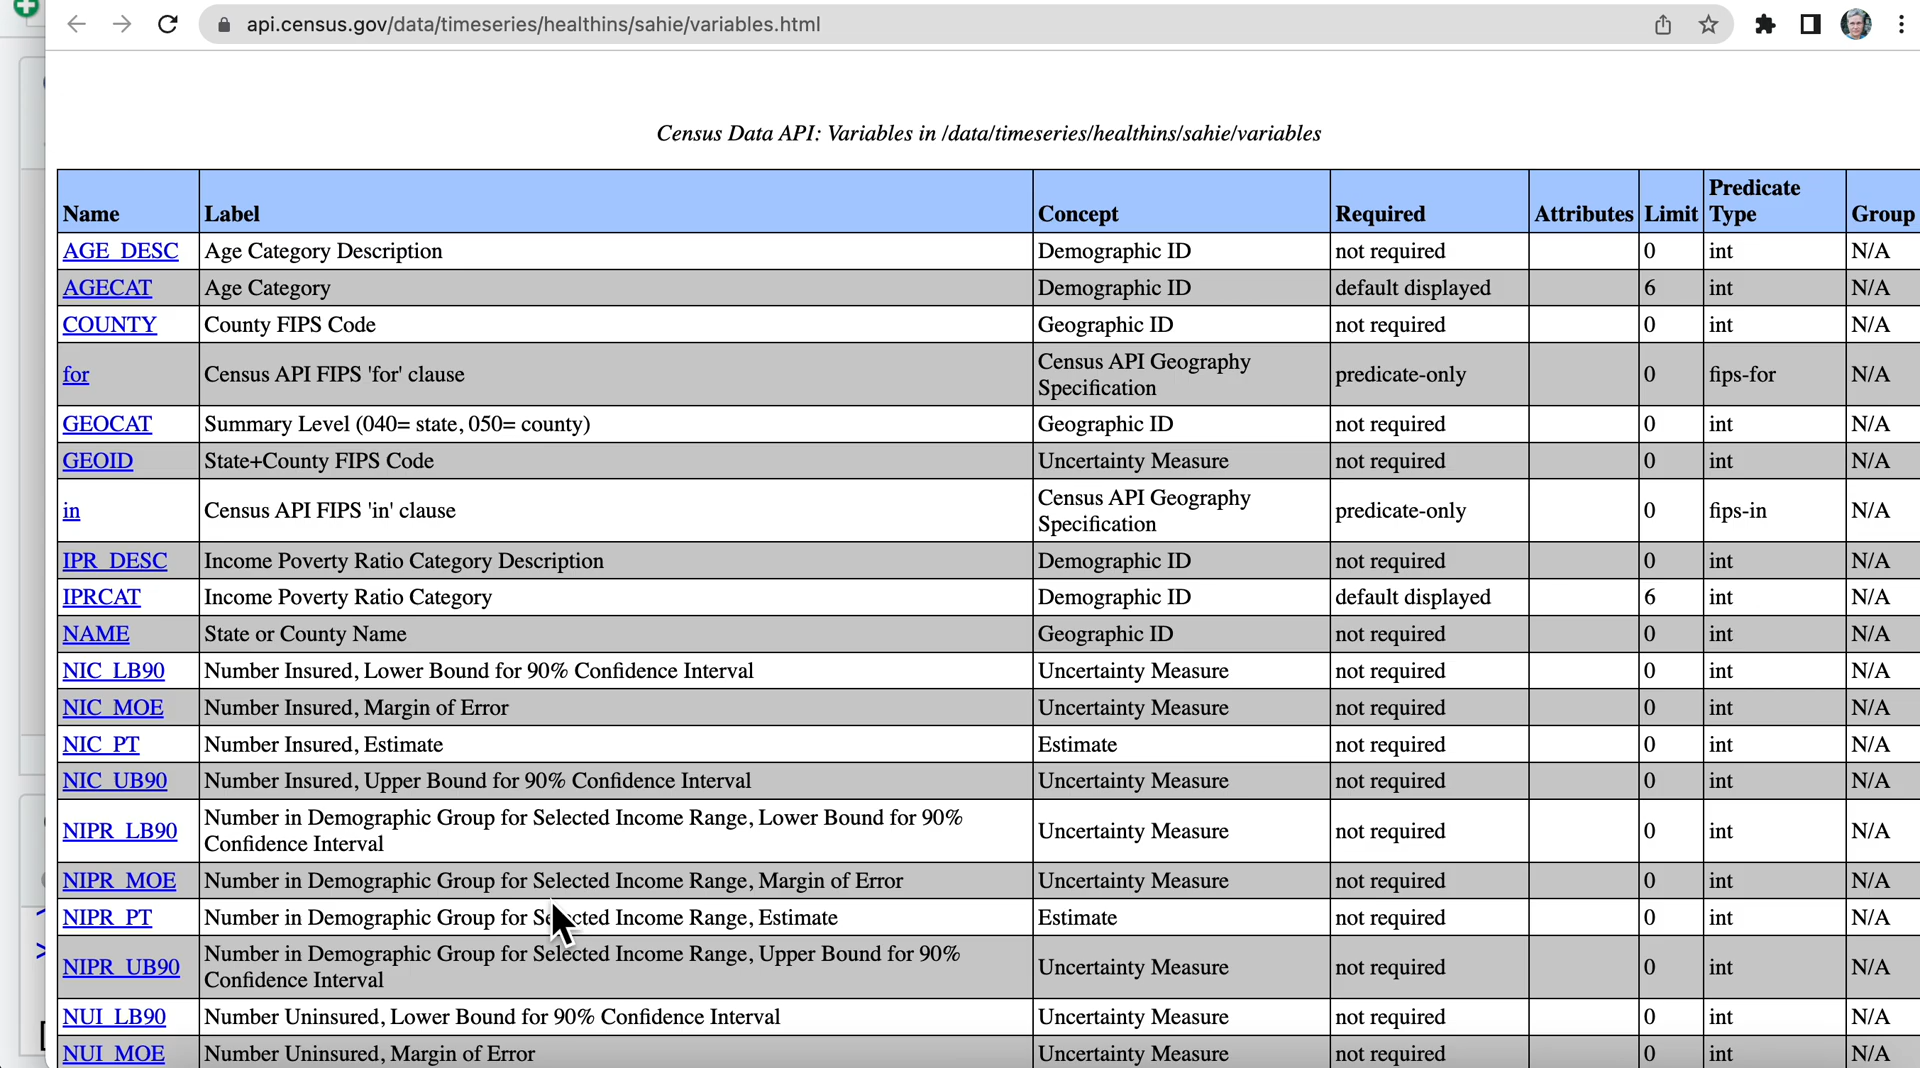 api.census.gov/data/timeseries/healthins/sahie/variables.html
Census Data API: Variables in /data/timeseries/healthins/sahie/variables
Name Label Concept Required Attributes Limit Predicate Type Group
AGE_DESC Age Category Description Demographic ID not required 0 int N/A
AGECAT Age Category Demographic ID default displayed 6 int N/A
COUNTY County FIPS Code Geographic ID not required 0 int N/A
for Census API FIPS 'for' clause Census API Geography Specification predicate-only 0 fips-for N/A
GEOCAT Summary Level (040= state, 050= county) Geographic ID not required 0 int N/A
GEOID State+County FIPS Code Uncertainty Measure not required 0 int N/A
in Census API FIPS 'in' clause Census API Geography Specification predicate-only 0 fips-in N/A
IPR_DESC Income Poverty Ratio Category Description Demographic ID not required 0 int N/A
IPRCAT Income Poverty Ratio Category Demographic ID default displayed 6 int N/A
NAME State or County Name Geographic ID not required 0 int N/A
NIC_LB90 Number Insured, Lower Bound for 90% Confidence Interval Uncertainty Measure not required 0 int N/A
NIC_MOE Number Insured, Margin of Error Uncertainty Measure not required 0 int N/A
NIC_PT Number Insured, Estimate Estimate not required 0 int N/A
NIC_UB90 Number Insured, Upper Bound for 90% Confidence Interval Uncertainty Measure not required 0 int N/A
NIPR_LB90 Number in Demographic Group for Selected Income Range, Lower Bound for 90% Confidence Interval Uncertainty Measure not required 0 int N/A
NIPR_MOE Number in Demographic Group for Selected Income Range, Margin of Error Uncertainty Measure not required 0 int N/A
NIPR_PT Number in Demographic Group for Selected Income Range, Estimate Estimate not required 0 int N/A
NIPR_UB90 Number in Demographic Group for Selected Income Range, Upper Bound for 90% Confidence Interval Uncertainty Measure not required 0 int N/A
NUI_LB90 Number Uninsured, Lower Bound for 90% Confidence Interval Uncertainty Measure not required 0 int N/A
NUI_MOE Number Uninsured, Margin of Error Uncertainty Measure not required 0 int N/A